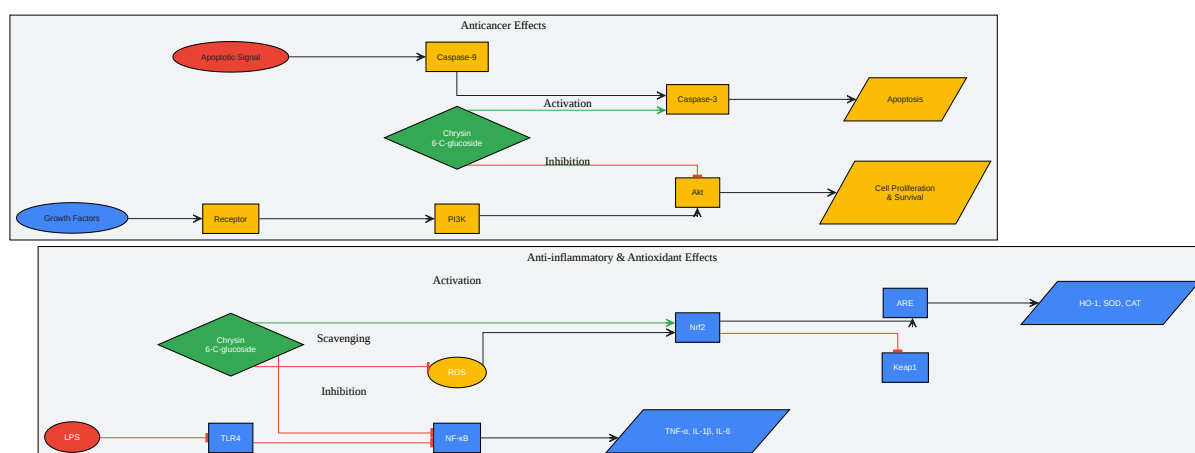 Anticancer Effects
Apoptotic Signal
Caspase-9
Caspase-3
Apoptosis
Activation
Chrysin
6-C-glucoside
Inhibition
Akt
Cell Proliferation
& Survival
Growth Factors
Receptor
PI3K
Anti-inflammatory & Antioxidant Effects
Activation
ARE
HO-1, SOD, CAT
Nrf2
Scavenging
Chrysin
6-C-glucoside
ROS
Keap1
Inhibition
LPS
TLR4
NF-κB
TNF-α, IL-1β, IL-6